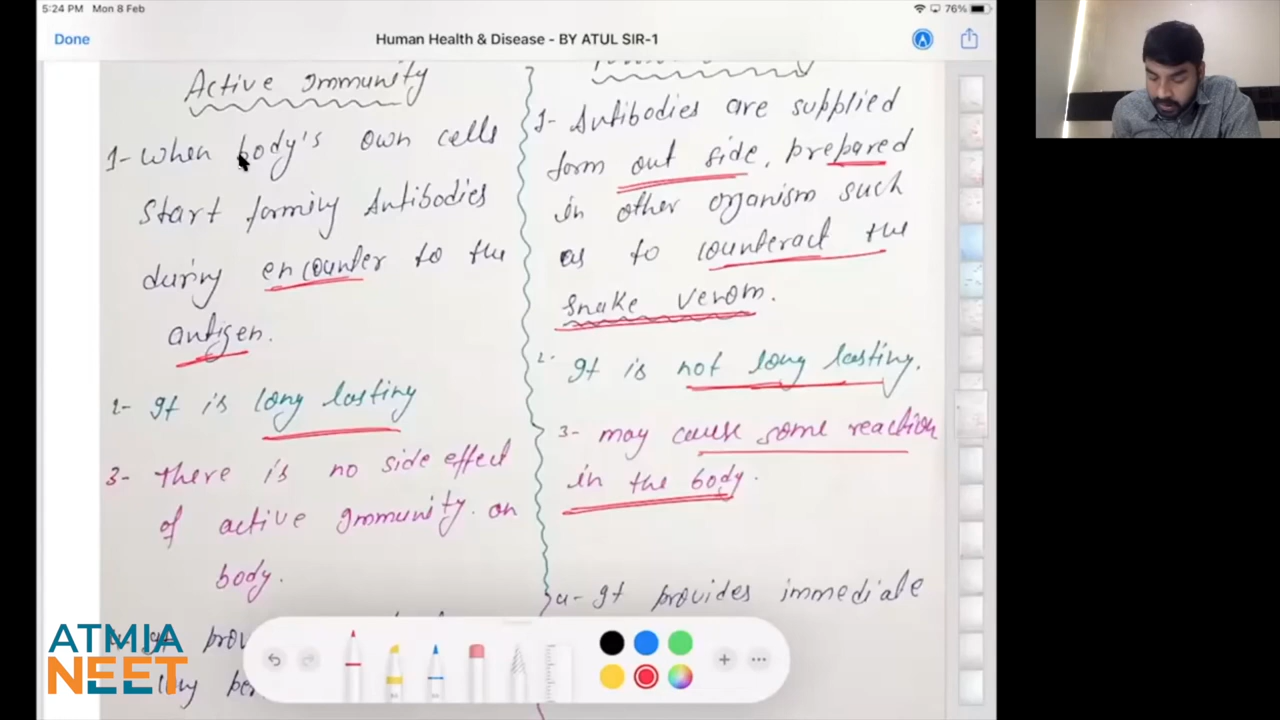 5:24 PM Mon 8 Feb
76%
Done
Human Health & Disease - BY ATUL SIR-1
Active Immunity
1- When body's own cells
start forming Antibodies
during encounter to the
antigen.
2- It is long lasting
3- There is no side effect
of active Immunity on
body.
1- Antibodies are supplied
form out side, prepared
in other organism such
as to counteract the
snake venom.
2- It is not long lasting.
3- may cause some reaction
in the body.
4- It provides immediate
ATMIA
NEET